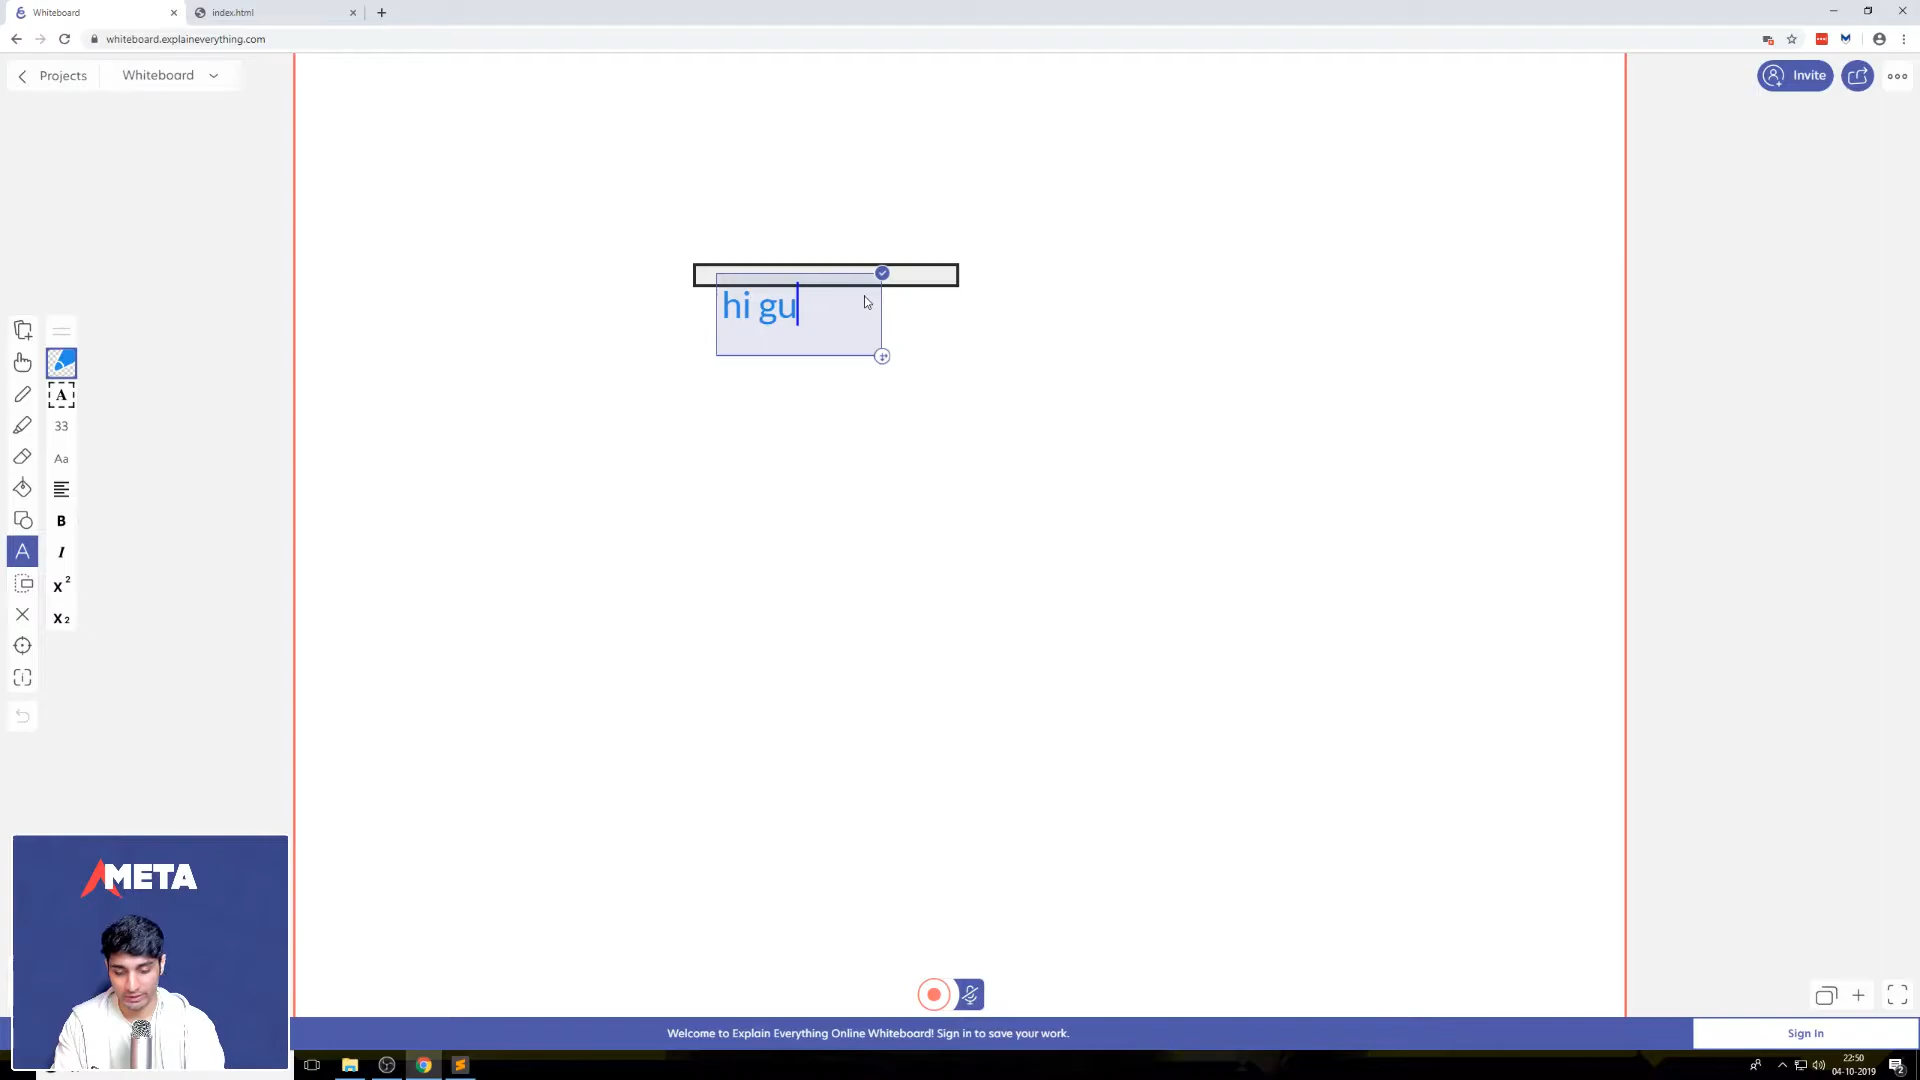 Whiteboard
index.html
whiteboard.explaineverything.com
Projects
Whiteboard
Invite
hi gu
A
33
Aa
B
A
I
X2
X2
META
Welcome to Explain Everything Online Whiteboard! Sign in to save your work.
Sign In
22:50
04-10-2019
2